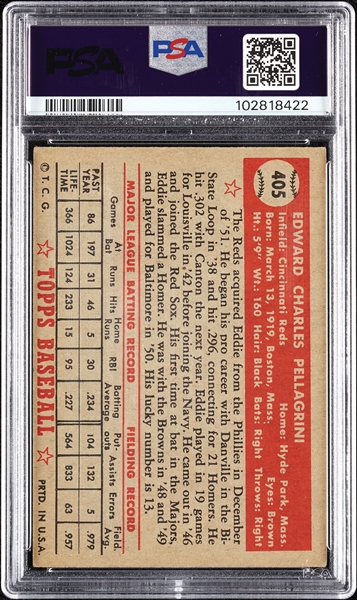 PSA
PSA
102818422
405
EDWARD CHARLES PELLAGRINI
Infield: Cincinnati Reds Home: Hyde Park, Mass.
Born: March 13, 1919, Boston, Mass. Eyes: Brown
Ht.: 5'9" Wt.: 160 Hair: Black Bats: Right Throws: Right
The Reds acquired Eddie from the Phillies in December
of '51. He began his pro career with Danville in the Bi-
State Loop in '38 and hit .296, connecting for 21 Homers. He
hit .302 with Canton the next year. Eddie played in 19 games
for Louisville in '42 before joining the Navy. He came out in '46
and joined the Red Sox. His first time at bat in the Majors,
Eddie slammed a Homer. He was with the Browns in '48 and '49
and played for Baltimore in '50. His lucky number is 13.
MAJOR LEAGUE BATTING RECORD FIELDING RECORD
Games At Bat Runs Hits Home Runs RBI Batting Average Put-outs Assists Errors Field. Avg.
PAST YEAR 86 197 31 46 5 30 .234 104 132 5 .979
LIFE-TIME 366 1024 124 233 15 95 .227 564 833 63 .957
© T.C.G. TOPPS BASEBALL PRTD. IN U.S.A.